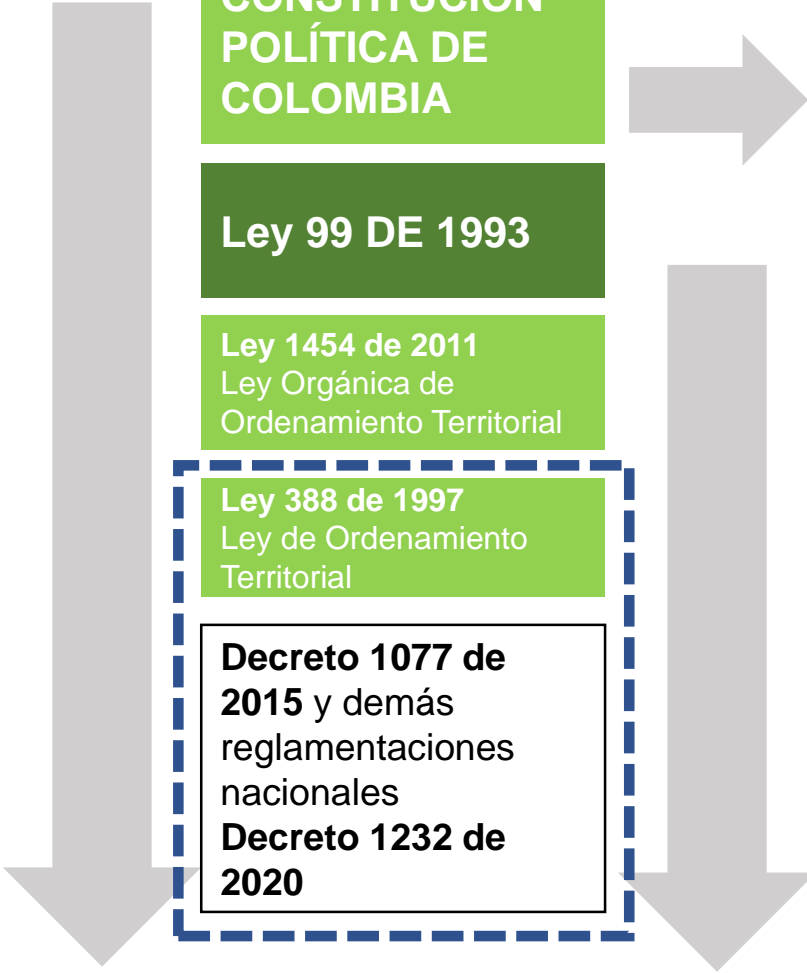 CONSTITUCIÓN
POLÍTICA DE
COLOMBIA
Ley 99 DE 1993
Ley 1454 de 2011
Ley Orgánica de
Ordenamiento Territorial
Ley 388 de 1997
Ley de Ordenamiento
Territorial
Decreto 1077 de
2015 y demás
reglamentaciones
nacionales
Decreto 1232 de
2020